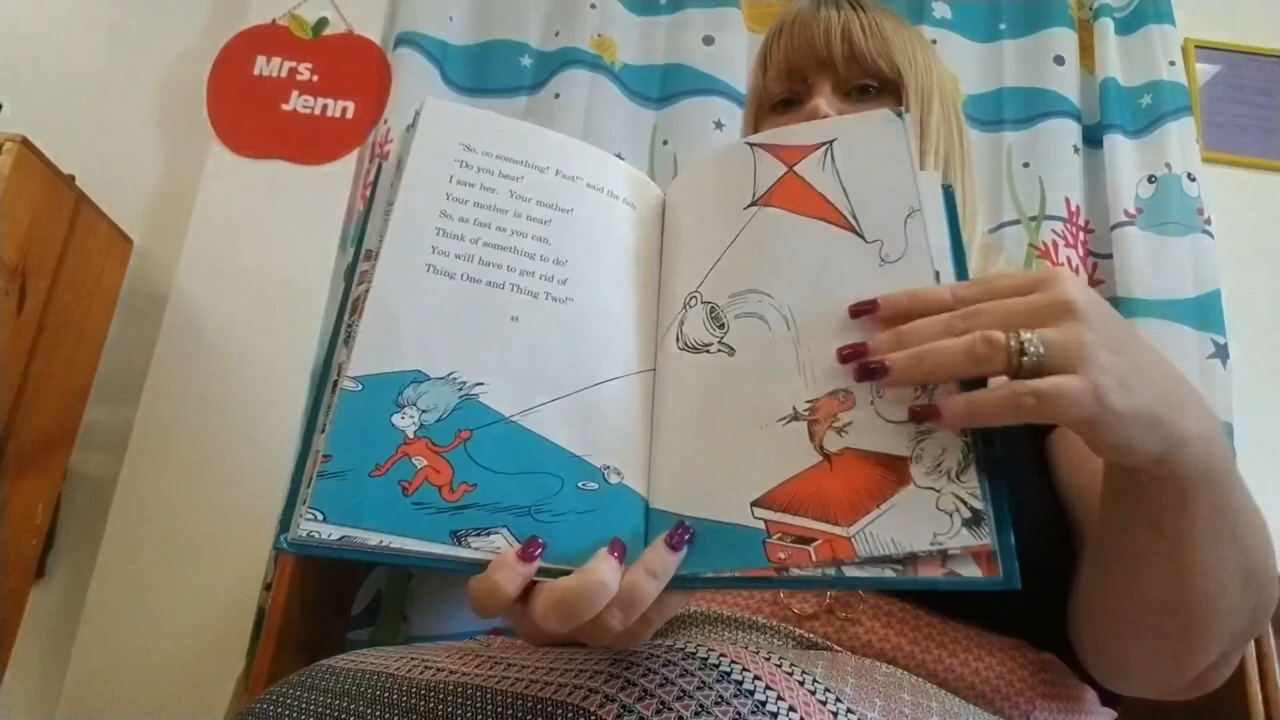 Mrs.
Jenn
"So, DO something! Fast!" said the fish.
"Do you hear!
I saw her. Your mother!
Your mother is near!
So, as fast as you can,
Think of something to do!
You will have to get rid of
Thing One and Thing Two!"
48